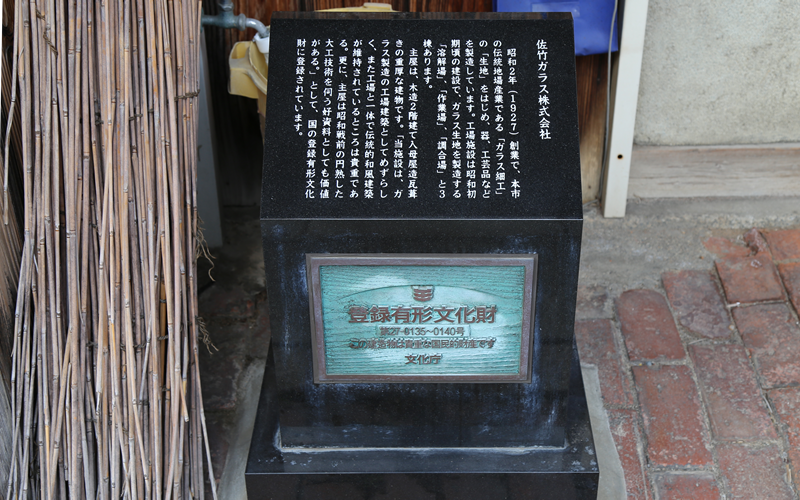 佐竹ガラス株式会社
昭和2年(1927)創業で、本市
の伝統地場産業である「ガラス細工」
の「生地」をはじめ、器、工芸品など
を製造しています。工場施設は昭和初
期頃の建設で、ガラス生地を製造する
「溶解場」、「作業場」、「調合場」と3
棟あります。
主屋は、木造2階建で入母屋造瓦葺
きの重厚な建物です。「当施設は、ガ
ラス製造の工場建築としてめずらし
く、また工場と一体で伝統的和風建築
が維持されているところは貴重であ
る。更に、主屋は昭和戦前の円熟した
大工技術を伺う好資料としても価値
がある。」として、国の登録有形文化
財に登録されています。
登録有形文化財
第27-0135~0140号
この建造物は貴重な国民的財産です
文化庁